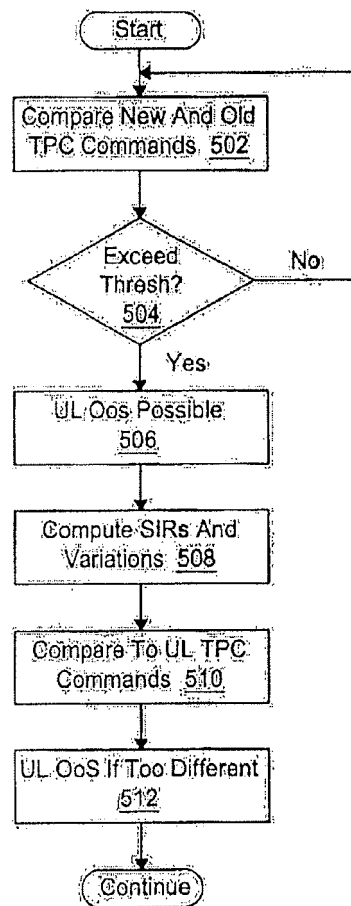 Start
Compare New And Old
TPC Commands 502
Exceed
Thresh?
504
No
Yes
UL Oos Possible
506
Compute SIRs And
Variations 508
Compare To UL TPC
Commands 510
UL OoS If Too Different
512
Continue